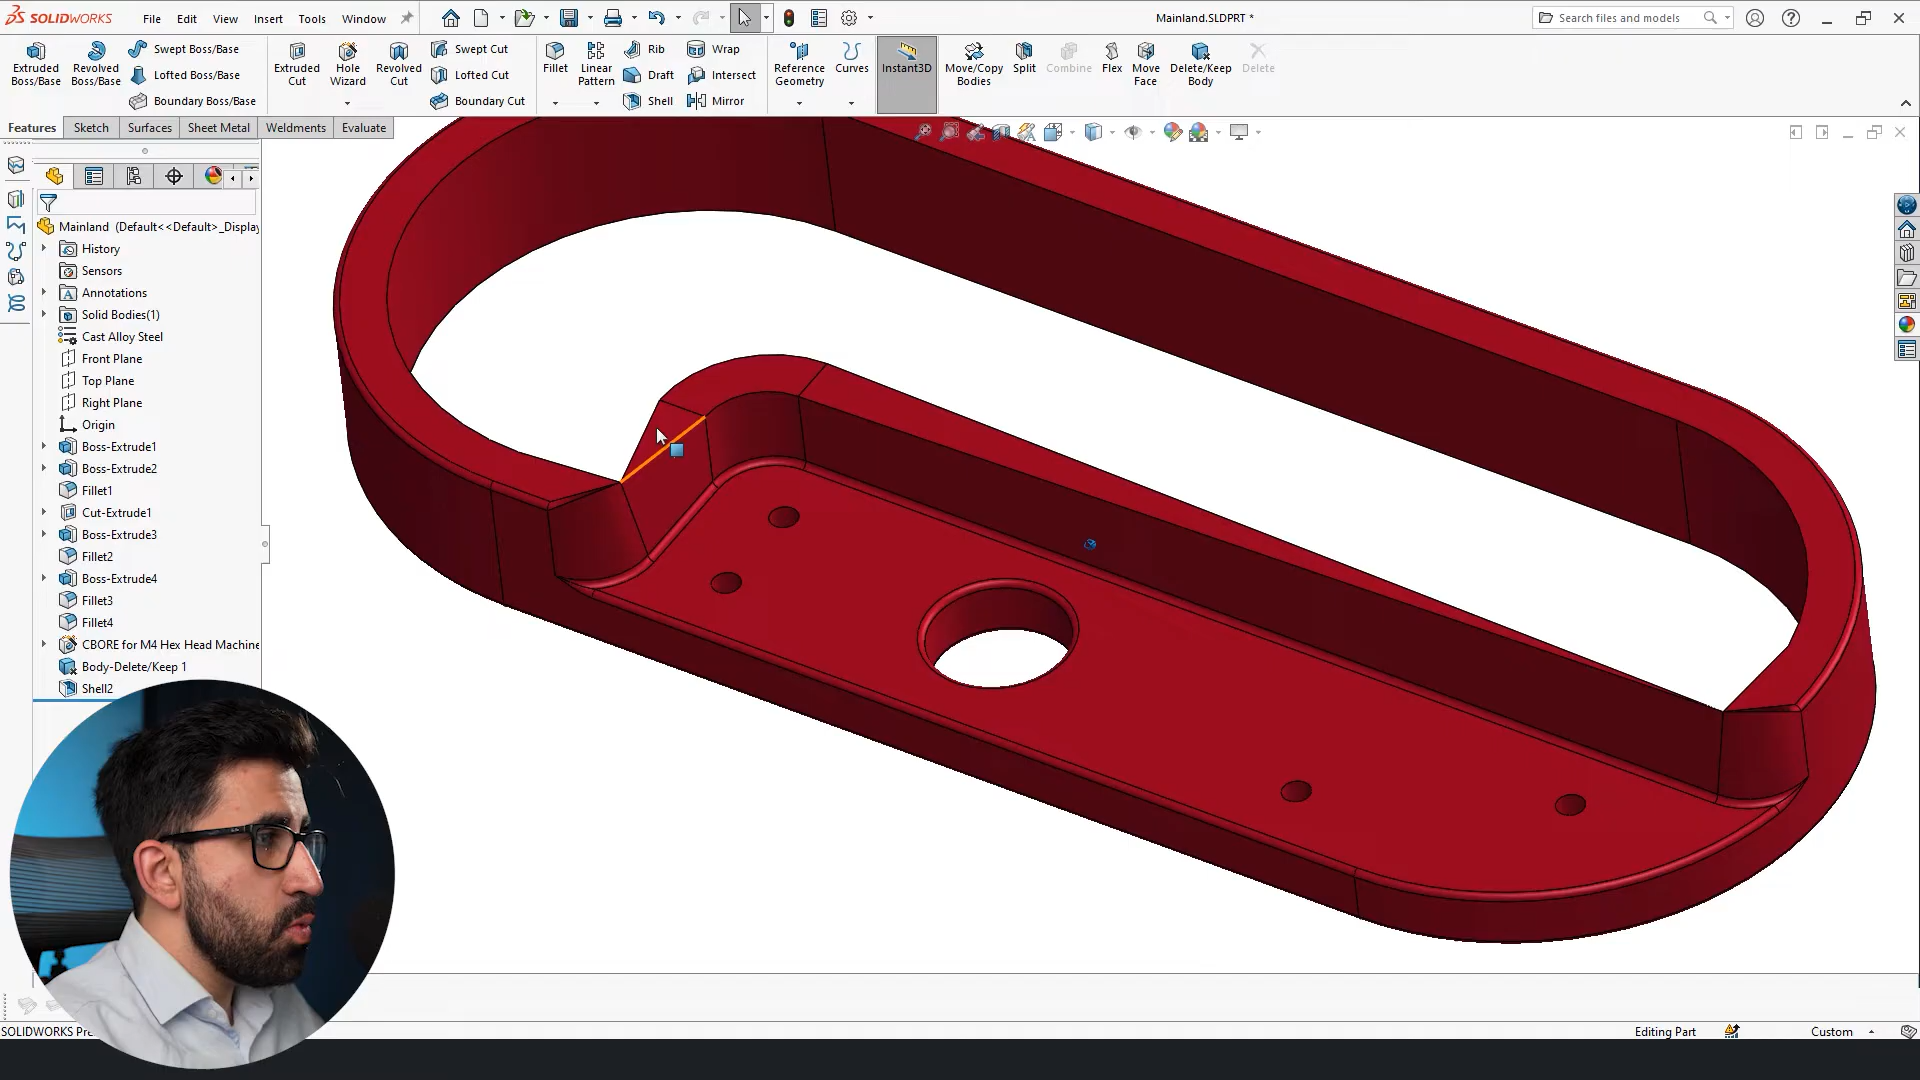 SOLIDWORKS File Edit View Insert Tools Window Mainland.SLDPRT * Search files and models
Extruded Boss/Base
Revolved Boss/Base
Swept Boss/Base
Lofted Boss/Base
Boundary Boss/Base
Extruded Cut
Hole Wizard
Revolved Cut
Swept Cut
Lofted Cut
Boundary Cut
Fillet
Linear Pattern
Rib
Draft
Shell
Wrap
Intersect
Mirror
Reference Geometry
Curves
Instant3D
Move/Copy Bodies
Split
Combine
Flex
Move Face
Delete/Keep Body
Delete
Features Sketch Surfaces Sheet Metal Weldments Evaluate
Mainland (Default<<Default>_Display
History
Sensors
Annotations
Solid Bodies(1)
Cast Alloy Steel
Front Plane
Top Plane
Right Plane
Origin
Boss-Extrude1
Boss-Extrude2
Fillet1
Cut-Extrude1
Boss-Extrude3
Fillet2
Boss-Extrude4
Fillet3
Fillet4
CBORE for M4 Hex Head Machine
Body-Delete/Keep 1
Shell2
SOLIDWORKS Pre
Editing Part
Custom